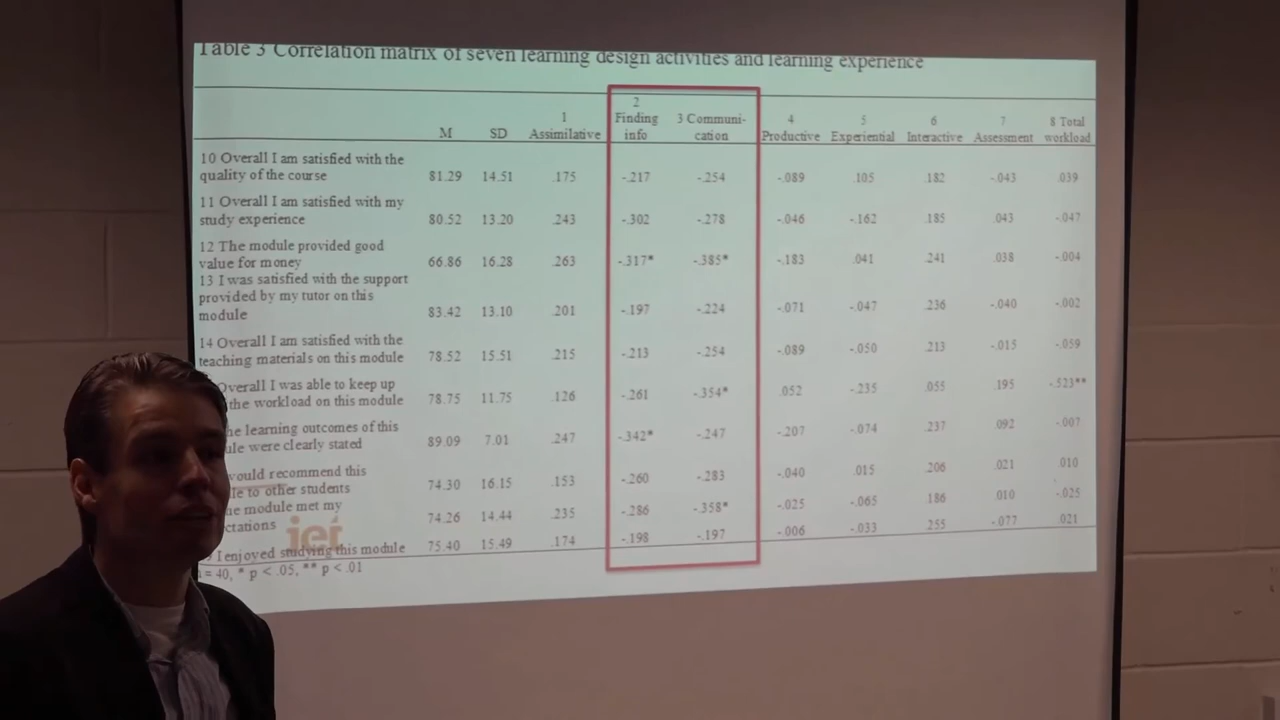 Table 3 Correlation matrix of seven learning design activities and learning experience
M SD 1 Assimilative 2 Finding info 3 Communi-cation 4 Productive 5 Experiential 6 Interactive 7 Assessment 8 Total workload
10 Overall I am satisfied with the
quality of the course 81.29 14.51 .175 -.217 -.254 -.089 .105 .182 -.043 .039
11 Overall I am satisfied with my
study experience 80.52 13.20 .243 -.302 -.278 -.046 -.162 .185 .043 -.047
12 The module provided good
value for money 66.86 16.28 .263 -.317* -.385* -.183 .041 .241 .038 -.004
13 I was satisfied with the support
provided by my tutor on this
module 83.42 13.10 .201 -.197 -.224 -.071 -.047 .236 -.040 -.002
14 Overall I am satisfied with the
teaching materials on this module 78.52 15.51 .215 -.213 -.254 -.089 -.050 .213 -.015 -.059
Overall I was able to keep up
the workload on this module 78.75 11.75 .126 -.261 -.354* .052 -.235 .055 .195 -.523**
he learning outcomes of this
ule were clearly stated 89.09 7.01 .247 -.342* -.247 -.207 -.074 .237 .092 -.007
would recommend this
le to other students 74.30 16.15 .153 -.260 -.283 -.040 .015 .206 .021 .010
e module met my
ctations 74.26 14.44 .235 -.286 -.358* -.025 -.065 .186 .010 -.025
I enjoyed studying this module 75.40 15.49 .174 -.198 -.197 -.006 -.033 .255 -.077 .021
= 40, * p < .05, ** p < .01
iet